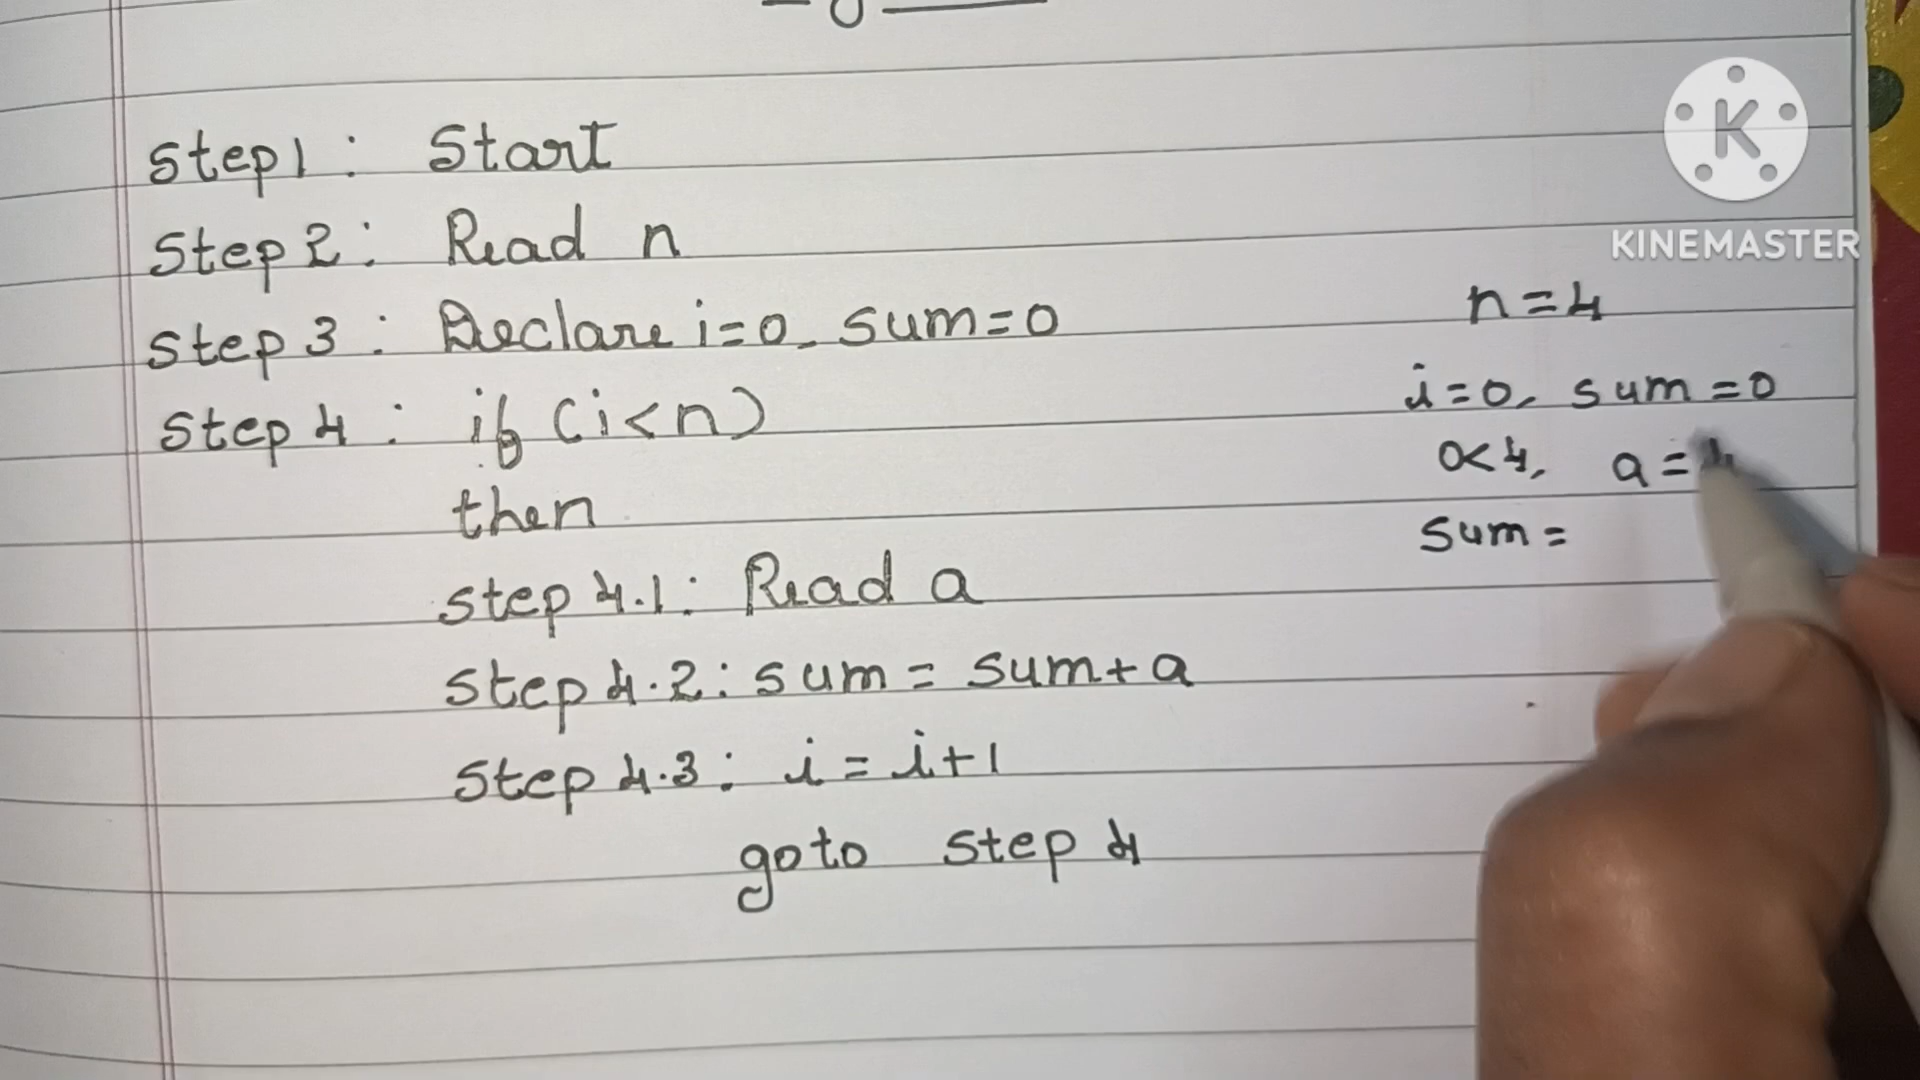 Step 1: Start
Step 2: Read n
Step 3: Declare i=0, sum=0
Step 4: if (i<n)
then
Step 4.1: Read a
Step 4.2: sum = sum+a
Step 4.3: i = i+1
goto step 4
n=4
i=0, sum=0
0<4, a=
sum=
K
KINEMASTER